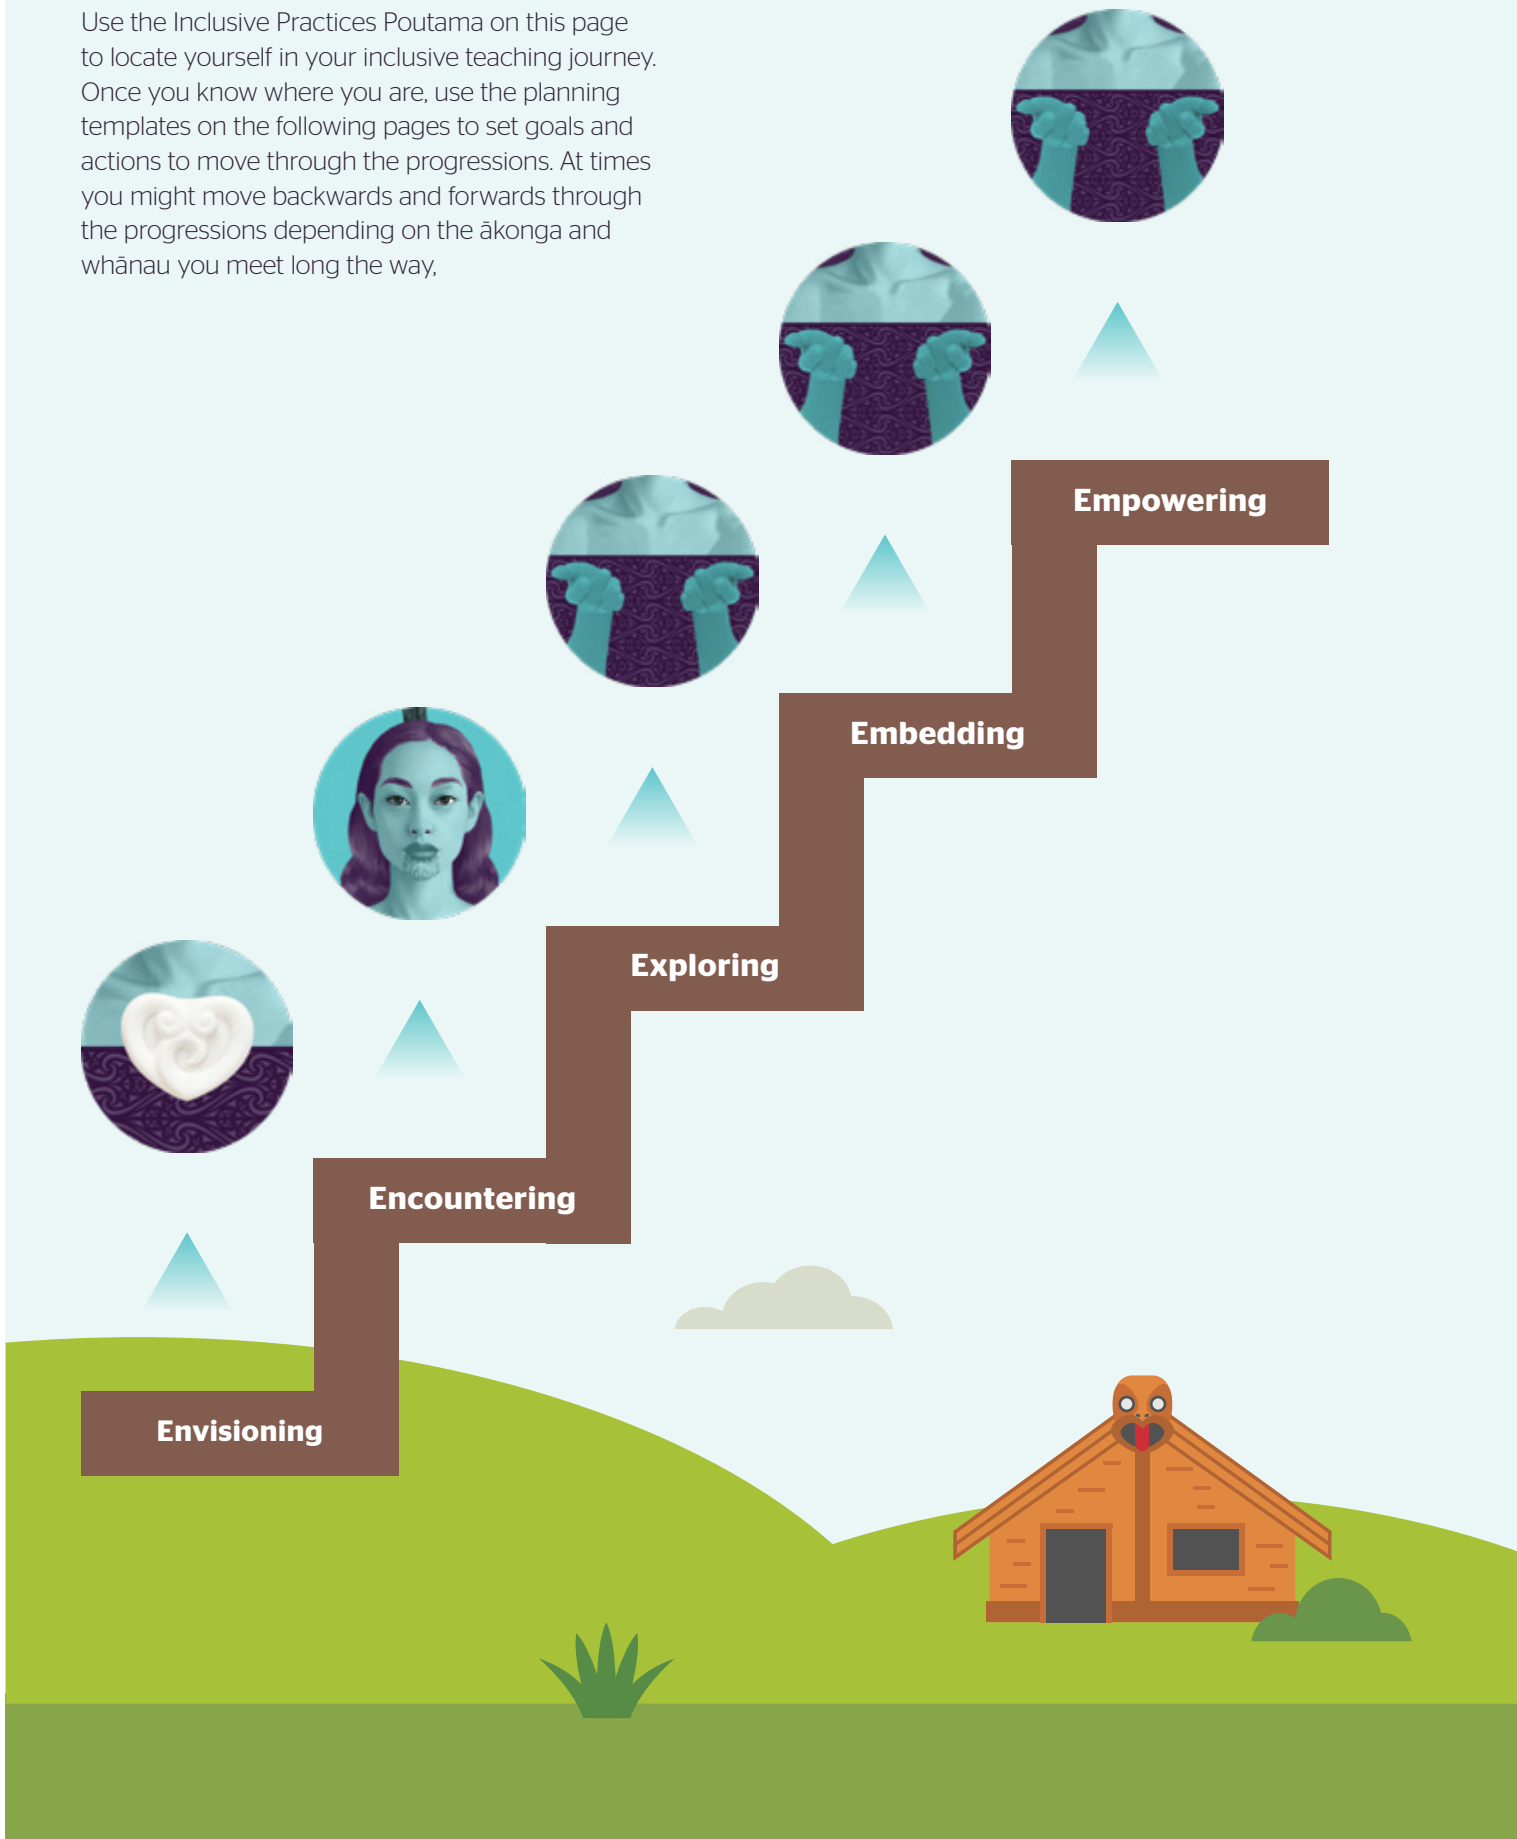 Use the Inclusive Practices Poutama on this page
to locate yourself in your inclusive teaching journey.
Once you know where you are, use the planning
templates on the following pages to set goals and
actions to move through the progressions. At times
you might move backwards and forwards through
the progressions depending on the ākonga and
whānau you meet long the way,
Empowering
Embedding
Exploring
Encountering
Envisioning